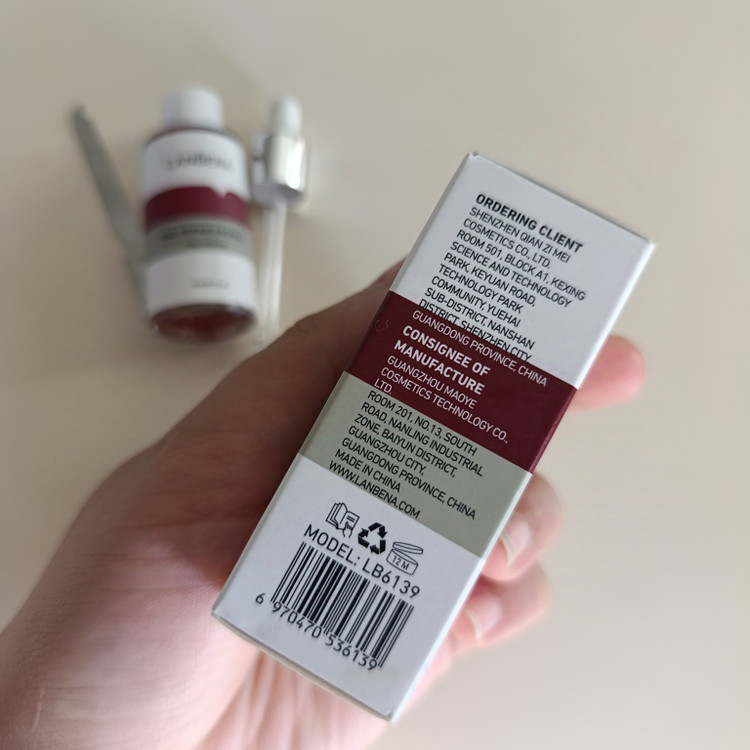 LANBENA
ORDERING CLIENT
SHENZHEN QIAN ZI MEI
COSMETICS CO., LTD.
ROOM 501, BLOCK A1, KEXING
SCIENCE AND TECHNOLOGY
PARK, KEYUAN ROAD,
TECHNOLOGY PARK
COMMUNITY, YUEHAI
SUB-DISTRICT, NANSHAN
DISTRICT, SHENZHEN CITY,
GUANGDONG PROVINCE, CHINA
CONSIGNEE OF
MANUFACTURE
GUANGZHOU MAOYE
COSMETICS TECHNOLOGY CO.,
LTD.
ROOM 201, NO.13, SOUTH
ROAD, NANLING INDUSTRIAL
ZONE, BAIYUN DISTRICT,
GUANGZHOU CITY,
GUANGDONG PROVINCE, CHINA
MADE IN CHINA
WWW.LANBENA.COM
12 M
MODEL: LB6139
6 970470 536139